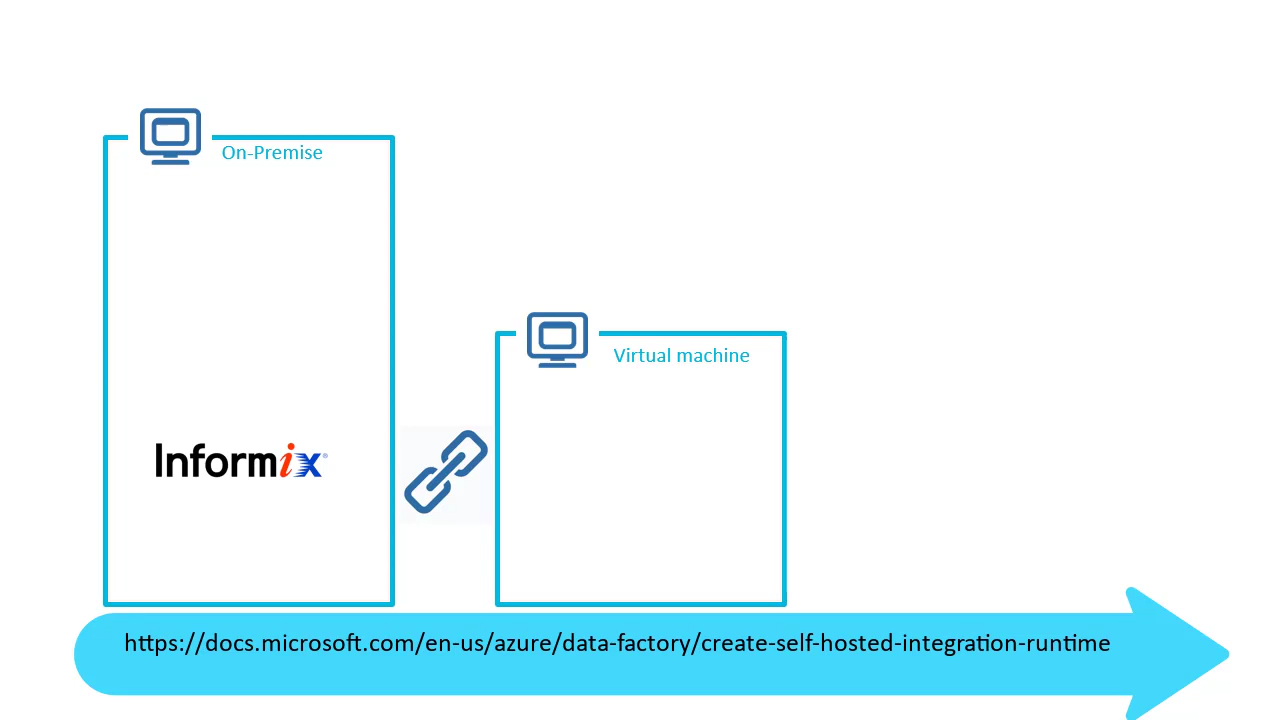 On-Premise
Virtual machine
Informix®
https://docs.microsoft.com/en-us/azure/data-factory/create-self-hosted-integration-runtime